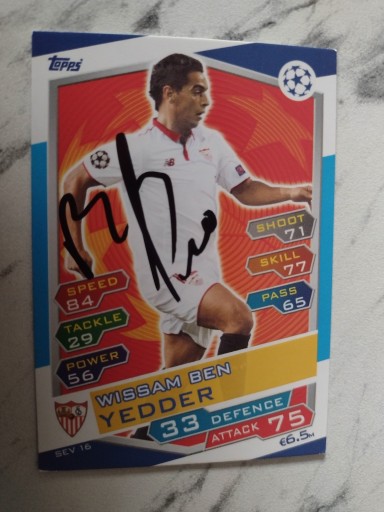 Topps
SHOOT
71
SKILL
77
PASS
65
SPEED
84
TACKLE
29
POWER
56
WISSAM BEN
YEDDER
33 DEFENCE
ATTACK 75
SEV 16
€6.5M